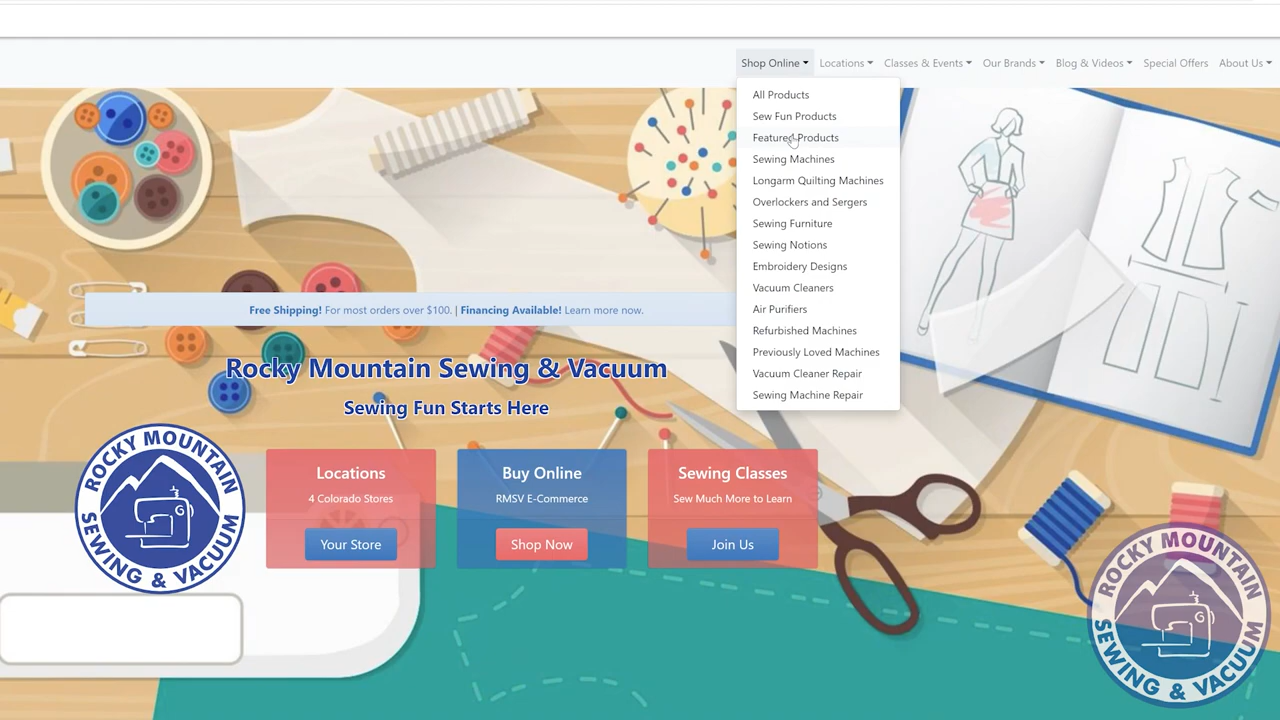 Shop Online
Locations
Classes & Events
Our Brands
Blog & Videos
Special Offers
About Us
All Products
Sew Fun Products
Featured Products
Sewing Machines
Longarm Quilting Machines
Overlockers and Sergers
Sewing Furniture
Sewing Notions
Embroidery Designs
Vacuum Cleaners
Air Purifiers
Refurbished Machines
Previously Loved Machines
Vacuum Cleaner Repair
Sewing Machine Repair
Free Shipping! For most orders over $100. | Financing Available! Learn more now.
Rocky Mountain Sewing & Vacuum
Sewing Fun Starts Here
ROCKY MOUNTAIN
SEWING & VACUUM
Locations
4 Colorado Stores
Your Store
Buy Online
RMSV E-Commerce
Shop Now
Sewing Classes
Sew Much More to Learn
Join Us
ROCKY MOUNTAIN
SEWING & VACUUM